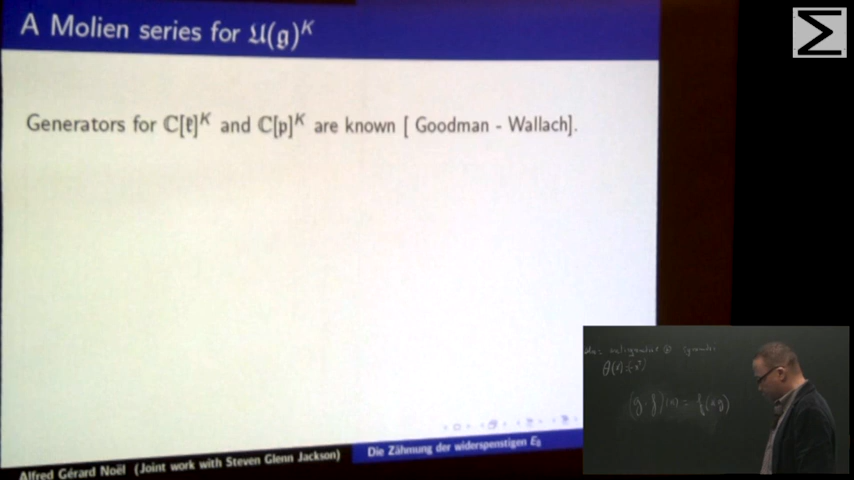 A Molien series for 𝔘(𝔤)ᴷ
Generators for ℂ[𝔨]ᴷ and ℂ[𝔭]ᴷ are known [ Goodman - Wallach].
Alfred Gérard Noël (Joint work with Steven Glenn Jackson)
Die Zähmung der widerspenstigen E₈
Σ
(g · f)(x) = f(xg)